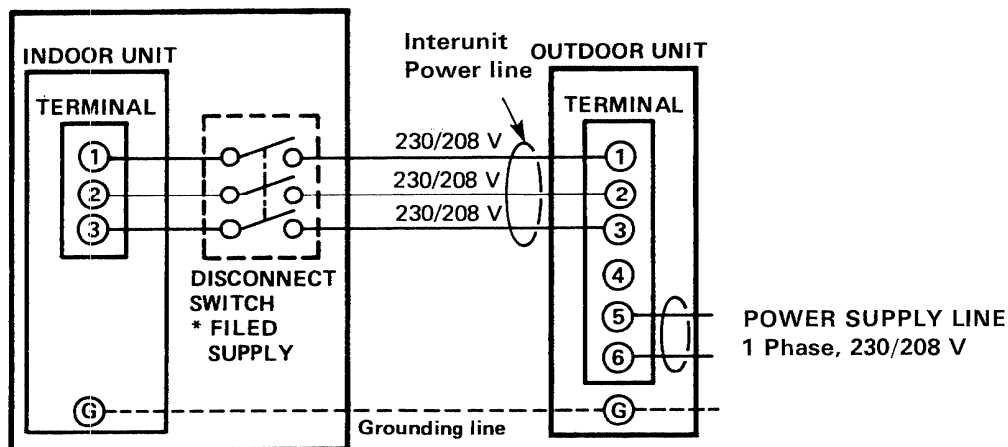 Interunit
Power line
INDOOR UNIT
OUTDOOR UNIT
TERMINAL
TERMINAL
1
230/208 V
1
2
230/208 V
2
3
230/208 V
3
DISCONNECT
SWITCH
* FILED
SUPPLY
4
5
6
POWER SUPPLY LINE
1 Phase, 230/208 V
G
Grounding line
G